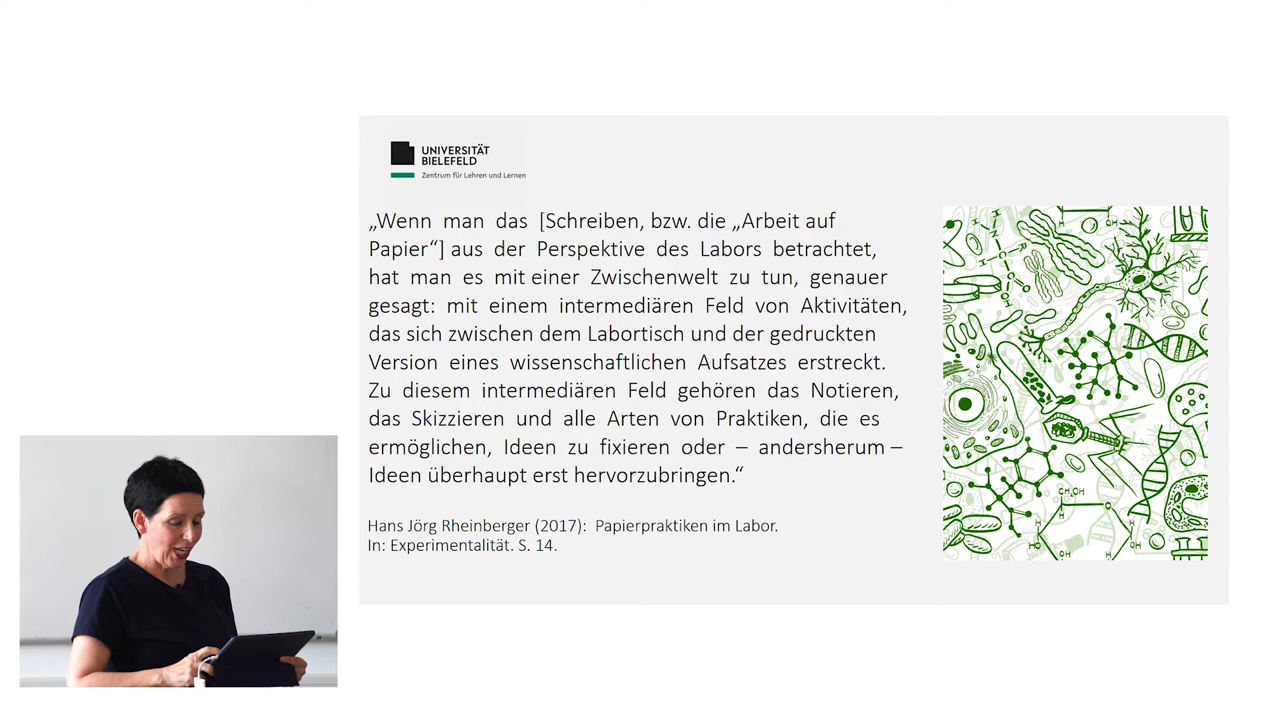 UNIVERSITÄT
BIELEFELD
Zentrum für Lehren und Lernen
„Wenn man das [Schreiben, bzw. die „Arbeit auf
Papier“] aus der Perspektive des Labors betrachtet,
hat man es mit einer Zwischenwelt zu tun, genauer
gesagt: mit einem intermediären Feld von Aktivitäten,
das sich zwischen dem Labortisch und der gedruckten
Version eines wissenschaftlichen Aufsatzes erstreckt.
Zu diesem intermediären Feld gehören das Notieren,
das Skizzieren und alle Arten von Praktiken, die es
ermöglichen, Ideen zu fixieren oder – andersherum –
Ideen überhaupt erst hervorzubringen.“
Hans Jörg Rheinberger (2017): Papierpraktiken im Labor.
In: Experimentalität. S. 14.
CH₂OH
H
O
H
OH
HO
OH